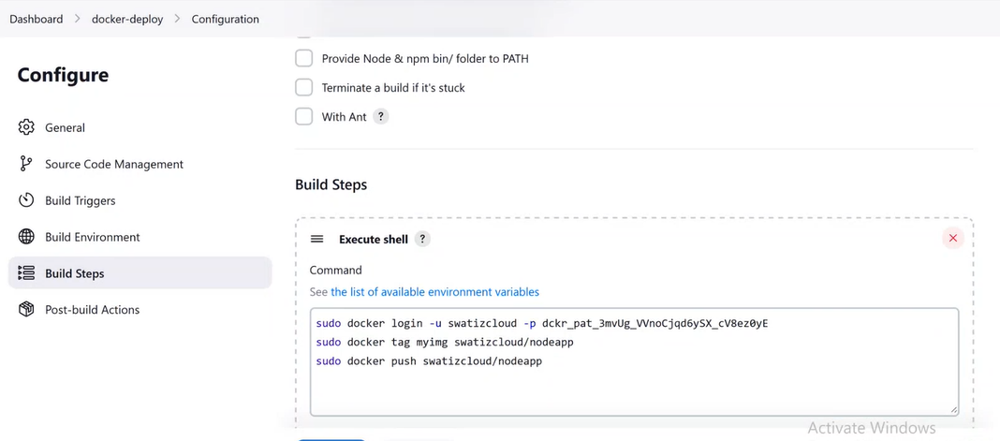 Dashboard > docker-deploy > Configuration
Configure
General
Source Code Management
Build Triggers
Build Environment
Build Steps
Post-build Actions
Provide Node & npm bin/ folder to PATH
Terminate a build if it's stuck
With Ant ?
Build Steps
Execute shell ?
Command
See the list of available environment variables
sudo docker login -u swatizcloud -p dckr_pat_3mvUg_VVnoCjqd6ySX_cV8ez0yE
sudo docker tag myimg swatizcloud/nodeapp
sudo docker push swatizcloud/nodeapp
Activate Windows